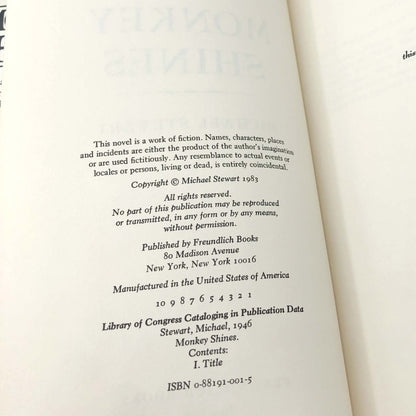 This novel is a work of fiction. Names, characters, places
and incidents are either the product of the author's imagination
or are used fictitiously. Any resemblance to actual events or
locales or persons, living or dead, is entirely coincidental.
Copyright © Michael Stewart 1983
All rights reserved.
No part of this publication may be reproduced
or transmitted, in any form or by any means,
without permission.
Published by Freundlich Books
80 Madison Avenue
New York, New York 10016
Manufactured in the United States of America
10 9 8 7 6 5 4 3 2 1
Library of Congress Cataloging in Publication Data
Stewart, Michael, 1946
Monkey Shines.
Contents:
I. Title
ISBN 0-88191-001-5
this